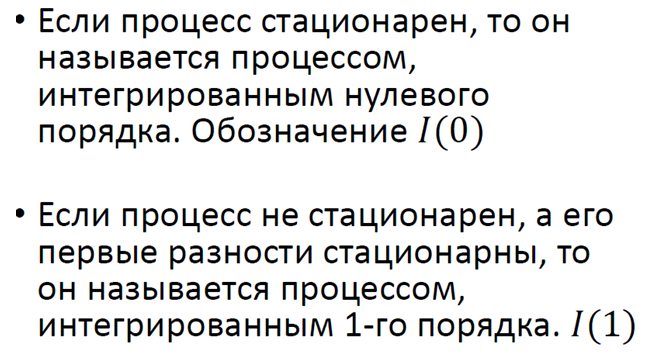 • Если процесс стационарен, то он
называется процессом,
интегрированным нулевого
порядка. Обозначение I(0)
• Если процесс не стационарен, а его
первые разности стационарны, то
он называется процессом,
интегрированным 1-го порядка. I(1)